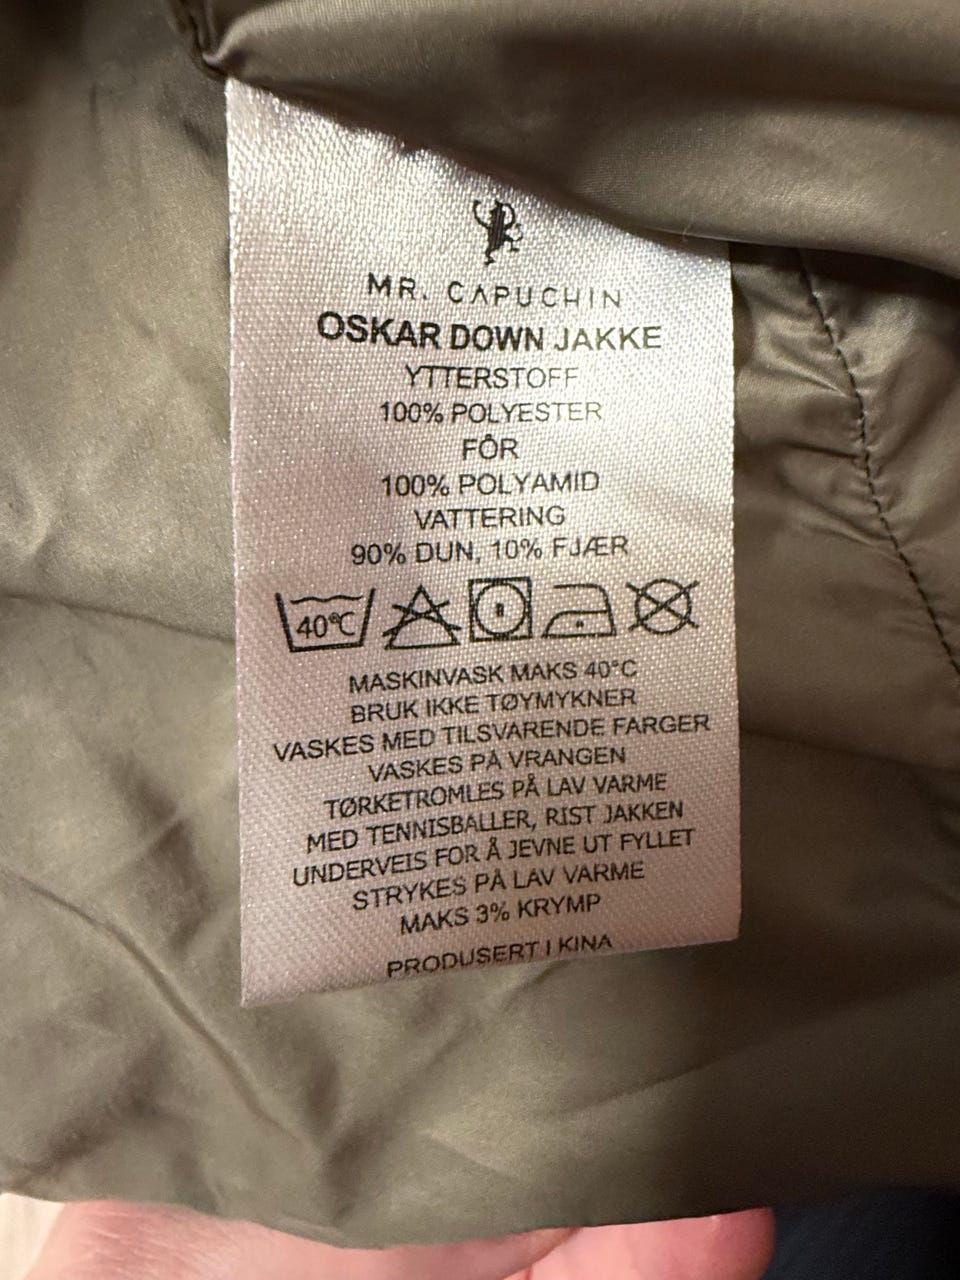 MR. CAPUCHIN
OSKAR DOWN JAKKE
YTTERSTOFF
100% POLYESTER
FÔR
100% POLYAMID
VATTERING
90% DUN, 10% FJÆR
40°C
MASKINVASK MAKS 40°C
BRUK IKKE TØYMYKNER
VASKES MED TILSVARENDE FARGER
VASKES PÅ VRANGEN
TØRKETROMLES PÅ LAV VARME
MED TENNISBALLER, RIST JAKKEN
UNDERVEIS FOR Å JEVNE UT FYLLET
STRYKES PÅ LAV VARME
MAKS 3% KRYMP
PRODUSERT I KINA